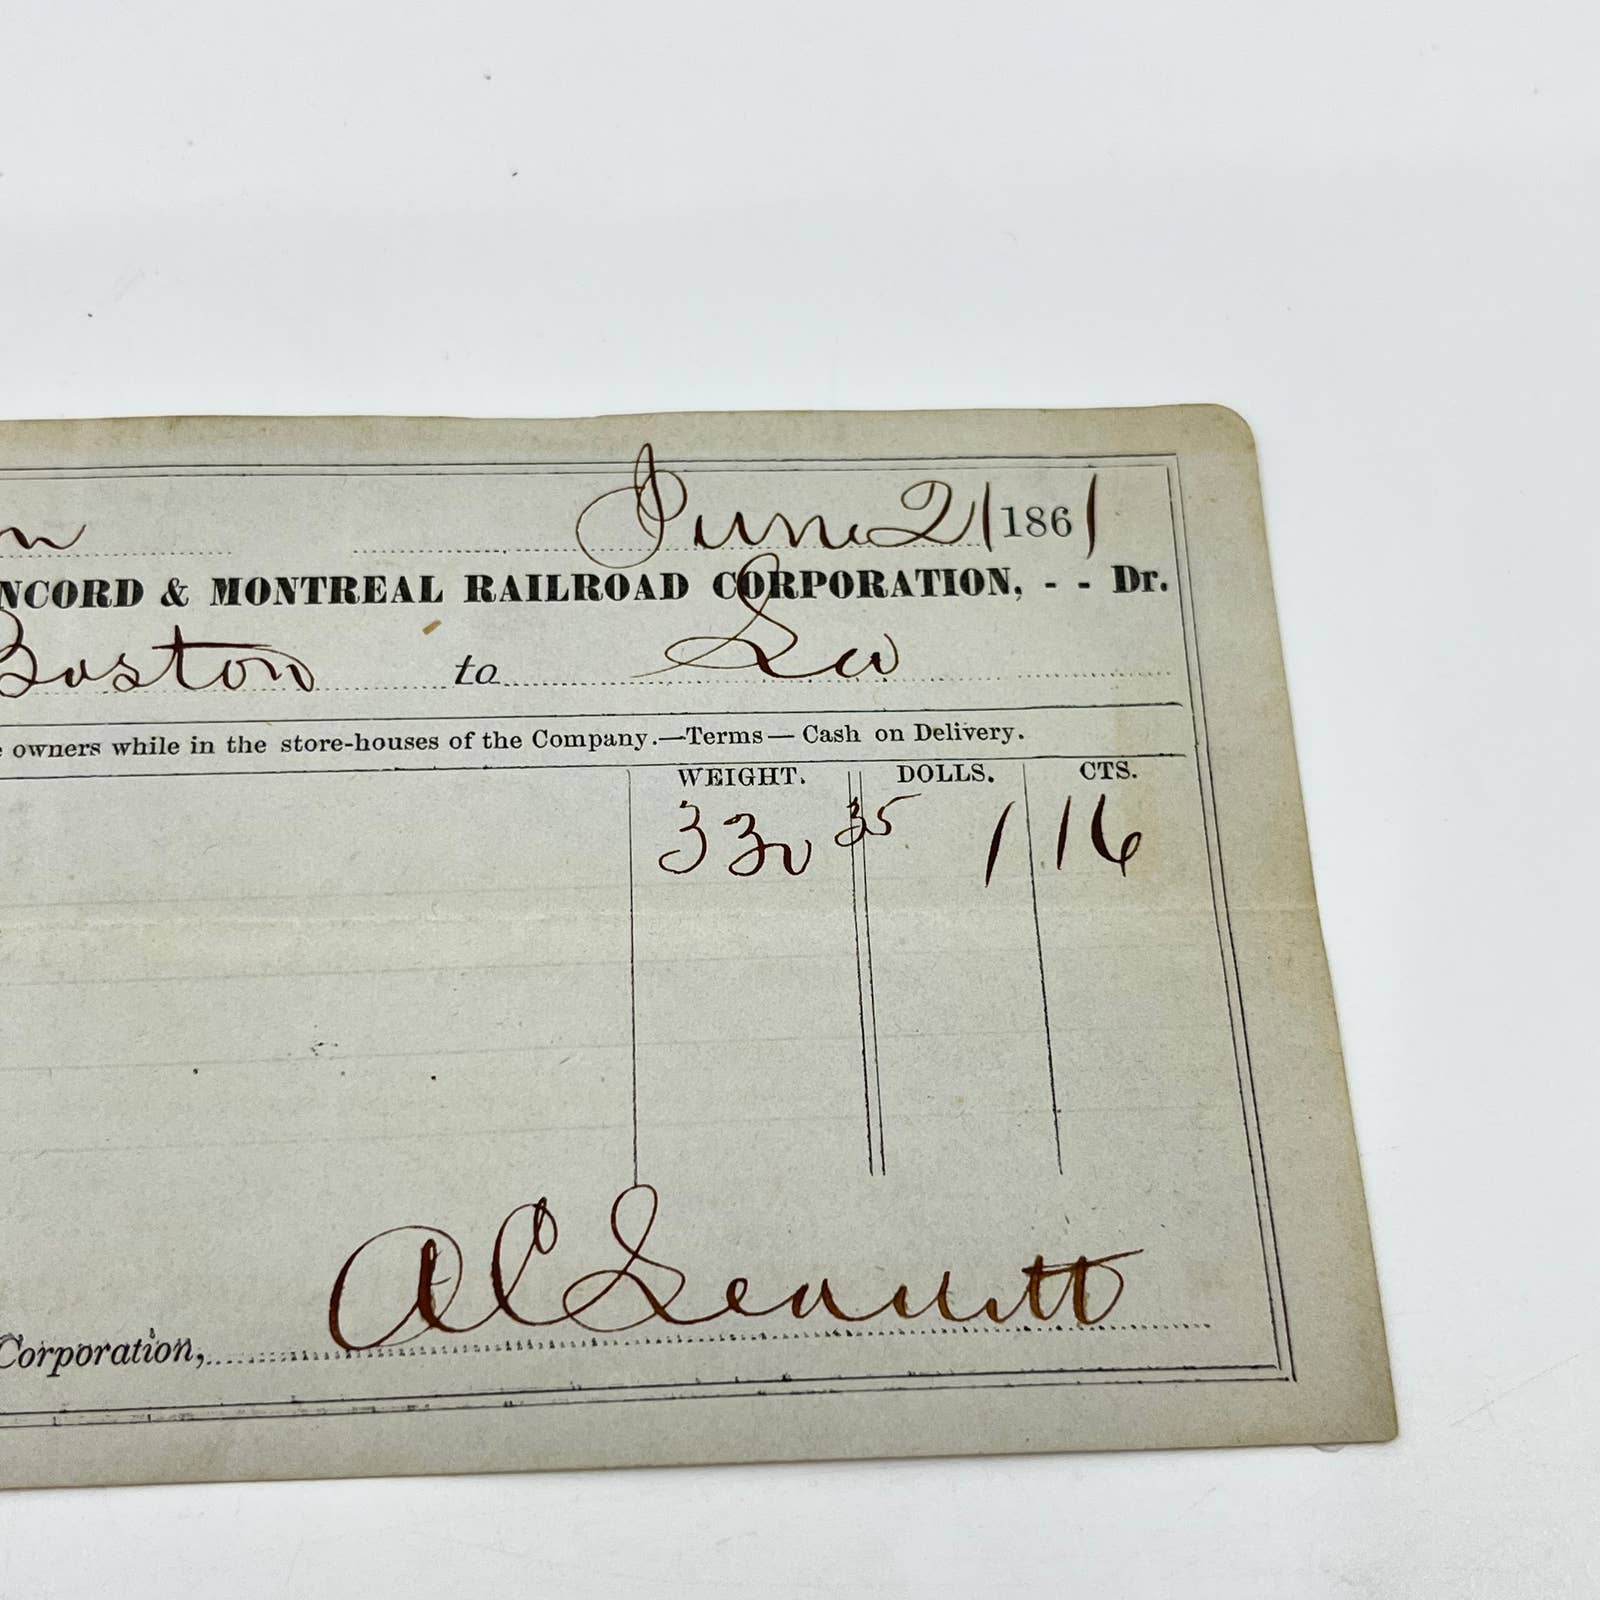 n June 21 1861
NCORD & MONTREAL RAILROAD CORPORATION, - - Dr.
Boston to
e owners while in the store-houses of the Company.—Terms— Cash on Delivery.
WEIGHT. DOLLS. CTS.
330 35 1 16
Corporation, A C Leavitt